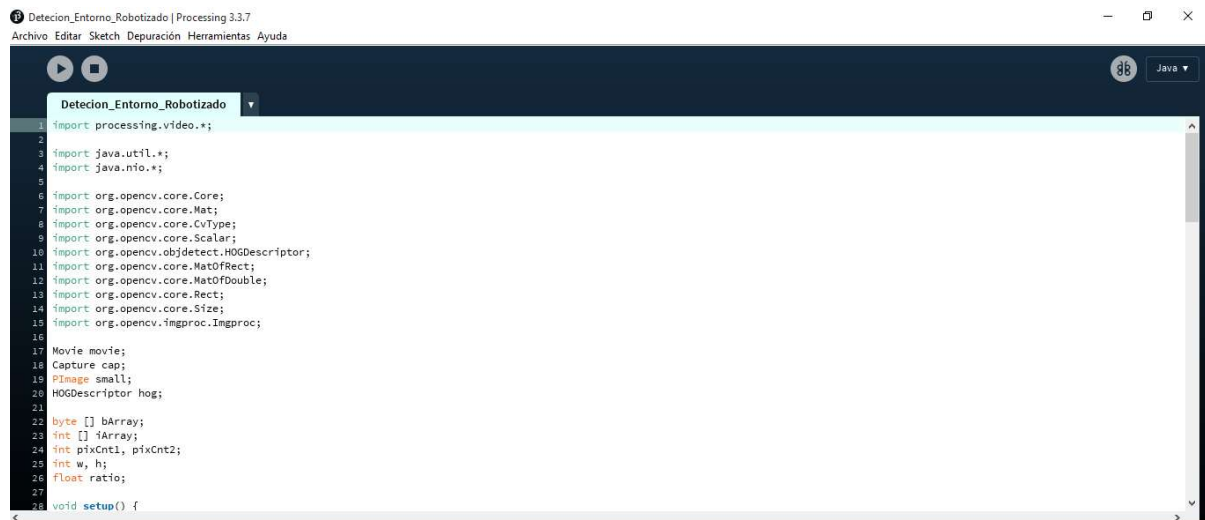 Detecion_Entorno_Robotizado | Processing 3.3.7
Archivo Editar Sketch Depuración Herramientas Ayuda
Java ▾
Detecion_Entorno_Robotizado ▾
1 import processing.video.*;
2
3 import java.util.*;
4 import java.nio.*;
5
6 import org.opencv.core.Core;
7 import org.opencv.core.Mat;
8 import org.opencv.core.CvType;
9 import org.opencv.core.Scalar;
10 import org.opencv.objdetect.HOGDescriptor;
11 import org.opencv.core.MatOfRect;
12 import org.opencv.core.MatOfDouble;
13 import org.opencv.core.Rect;
14 import org.opencv.core.Size;
15 import org.opencv.imgproc.Imgproc;
16
17 Movie movie;
18 Capture cap;
19 PImage small;
20 HOGDescriptor hog;
21
22 byte [] bArray;
23 int [] iArray;
24 int pixCnt1, pixCnt2;
25 int w, h;
26 float ratio;
27
28 void setup() {